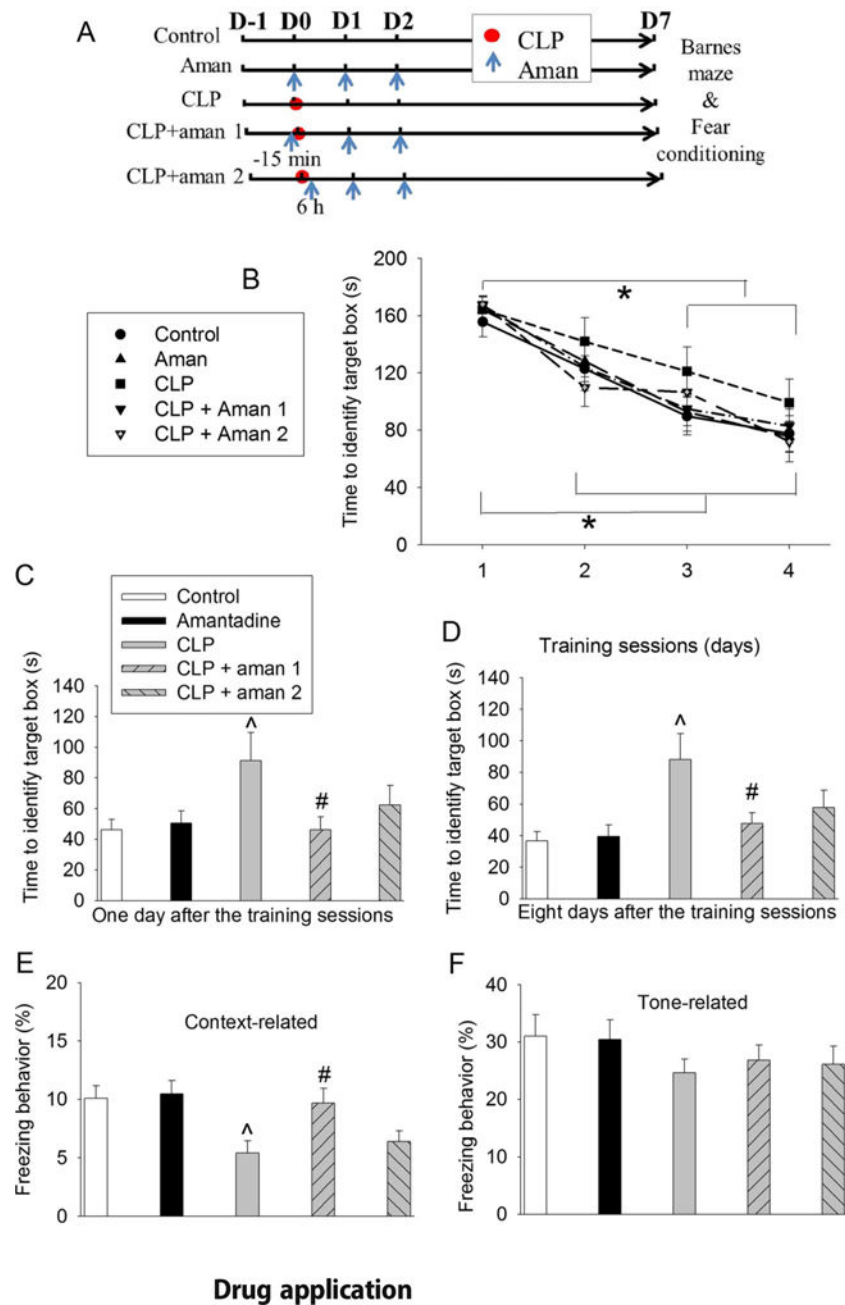 A
D-1 D0 D1 D2 D7
Control
Aman
CLP
CLP+aman 1
-15 min
CLP+aman 2
6 h
CLP
Aman
Barnes
maze
&
Fear
conditioning
B
Control
Aman
CLP
CLP + Aman 1
CLP + Aman 2
Time to identify target box (s)
200
160
120
80
40
0
*
*
1 2 3 4
Training sessions (days)
C
Control
Amantadine
CLP
CLP + aman 1
CLP + aman 2
Time to identify target box (s)
140
120
100
80
60
40
20
0
^
#
One day after the training sessions
D
Time to identify target box (s)
140
120
100
80
60
40
20
0
^
#
Eight days after the training sessions
E
Context-related
Freezing behavior (%)
20
15
10
5
0
^
#
F
Tone-related
Freezing behavior (%)
40
30
20
10
0
Drug application